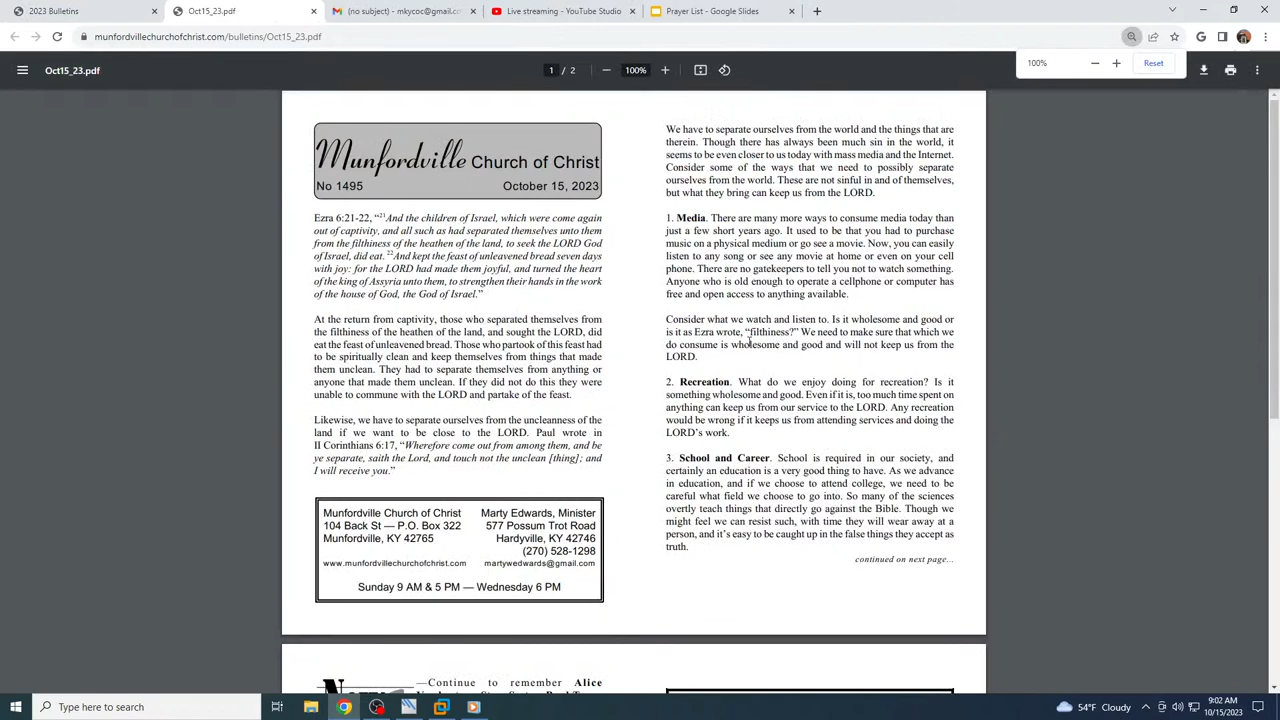 2023 Bulletins
Oct15_23.pdf
(no subject) - mkycoc@gmail.cc
Live streaming - YouTube Studio
Prayer List - Google Slides
munfordvillechurchofchrist.com/bulletins/Oct15_23.pdf
100%
Reset
Oct15_23.pdf
1 / 2
100%
Munfordville Church of Christ
No 1495 October 15, 2023
Ezra 6:21-22, “21And the children of Israel, which were come again
out of captivity, and all such as had separated themselves unto them
from the filthiness of the heathen of the land, to seek the LORD God
of Israel, did eat. 22And kept the feast of unleavened bread seven days
with joy: for the LORD had made them joyful, and turned the heart
of the king of Assyria unto them, to strengthen their hands in the work
of the house of God, the God of Israel.”
At the return from captivity, those who separated themselves from
the filthiness of the heathen of the land, and sought the LORD, did
eat the feast of unleavened bread. Those who partook of this feast had
to be spiritually clean and keep themselves from things that made
them unclean. They had to separate themselves from anything or
anyone that made them unclean. If they did not do this they were
unable to commune with the LORD and partake of the feast.
Likewise, we have to separate ourselves from the uncleanness of the
land if we want to be close to the LORD. Paul wrote in
II Corinthians 6:17, “Wherefore come out from among them, and be
ye separate, saith the Lord, and touch not the unclean [thing]; and
I will receive you.”
Munfordville Church of Christ
104 Back St — P.O. Box 322
Munfordville, KY 42765
www.munfordvillechurchofchrist.com
Marty Edwards, Minister
577 Possum Trot Road
Hardyville, KY 42746
(270) 528-1298
martywedwards@gmail.com
Sunday 9 AM & 5 PM — Wednesday 6 PM
We have to separate ourselves from the world and the things that are
therein. Though there has always been much sin in the world, it
seems to be even closer to us today with mass media and the Internet.
Consider some of the ways that we need to possibly separate
ourselves from the world. These are not sinful in and of themselves,
but what they bring can keep us from the LORD.
1. Media. There are many more ways to consume media today than
just a few short years ago. It used to be that you had to purchase
music on a physical medium or go see a movie. Now, you can easily
listen to any song or see any movie at home or even on your cell
phone. There are no gatekeepers to tell you not to watch something.
Anyone who is old enough to operate a cellphone or computer has
free and open access to anything available.
Consider what we watch and listen to. Is it wholesome and good or
is it as Ezra wrote, “filthiness?” We need to make sure that which we
do consume is wholesome and good and will not keep us from the
LORD.
2. Recreation. What do we enjoy doing for recreation? Is it
something wholesome and good. Even if it is, too much time spent on
anything can keep us from our service to the LORD. Any recreation
would be wrong if it keeps us from attending services and doing the
LORD’s work.
3. School and Career. School is required in our society, and
certainly an education is a very good thing to have. As we advance
in education, and if we choose to attend college, we need to be
careful what field we choose to go into. So many of the sciences
overtly teach things that directly go against the Bible. Though we
might feel we can resist such, with time they will wear away at a
person, and it’s easy to be caught up in the false things they accept as
truth.
continued on next page...
—Continue to remember Alice
Type here to search
54°F Cloudy
9:02 AM
10/15/2023